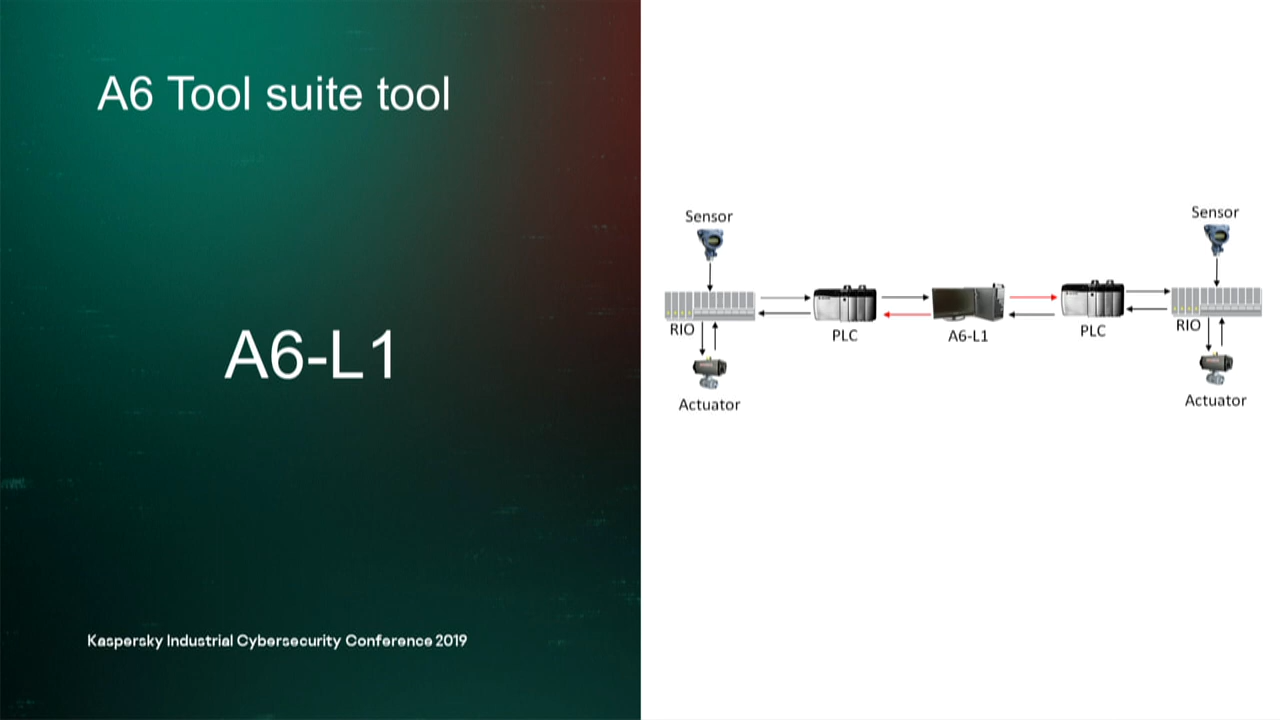 A6 Tool suite tool
A6-L1
Kaspersky Industrial Cybersecurity Conference 2019
Sensor
Sensor
RIO
PLC
A6-L1
PLC
RIO
Actuator
Actuator